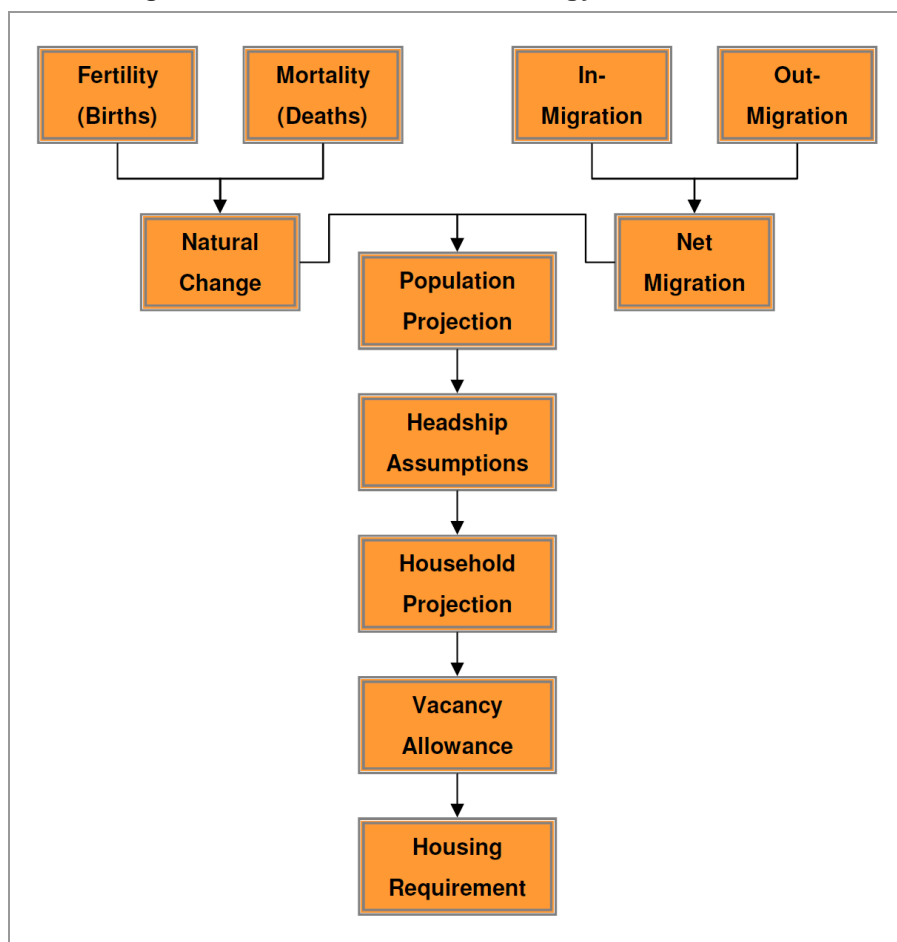 Fertility
(Births)
Mortality
(Deaths)
In-
Migration
Out-
Migration
Natural
Change
Net
Migration
Population
Projection
Headship
Assumptions
Household
Projection
Vacancy
Allowance
Housing
Requirement